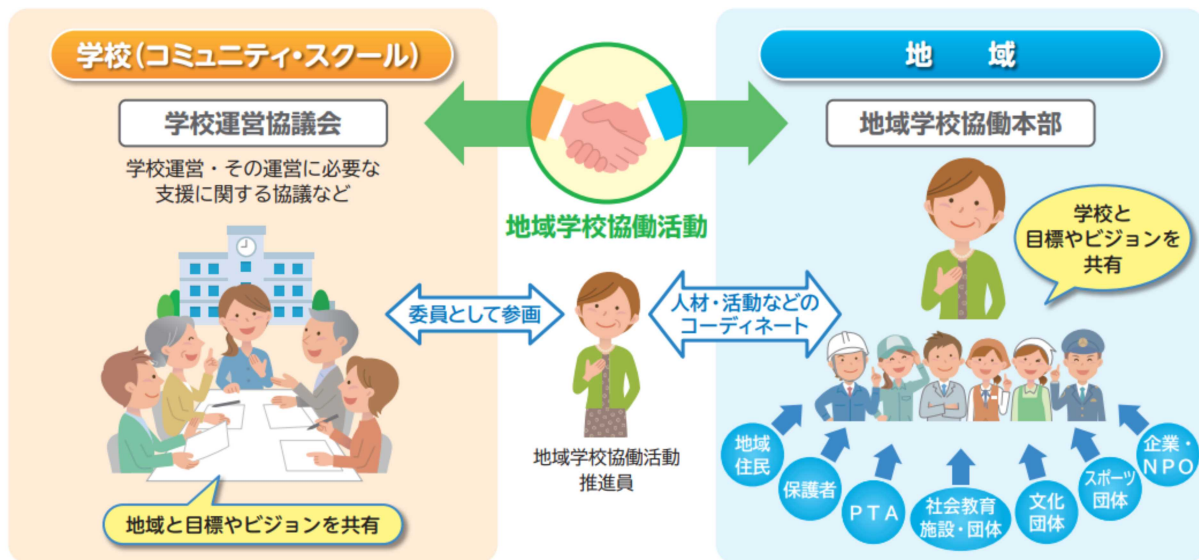 学校(コミュニティ・スクール)
学校運営協議会
学校運営・その運営に必要な
支援に関する協議など
地域と目標やビジョンを共有
地域学校協働活動
委員として参画
人材・活動などの
コーディネート
地域学校協働活動
推進員
地　域
地域学校協働本部
学校と
目標やビジョンを
共有
地域
住民
保護者
PTA
社会教育
施設・団体
文化
団体
スポーツ
団体
企業・
NPO